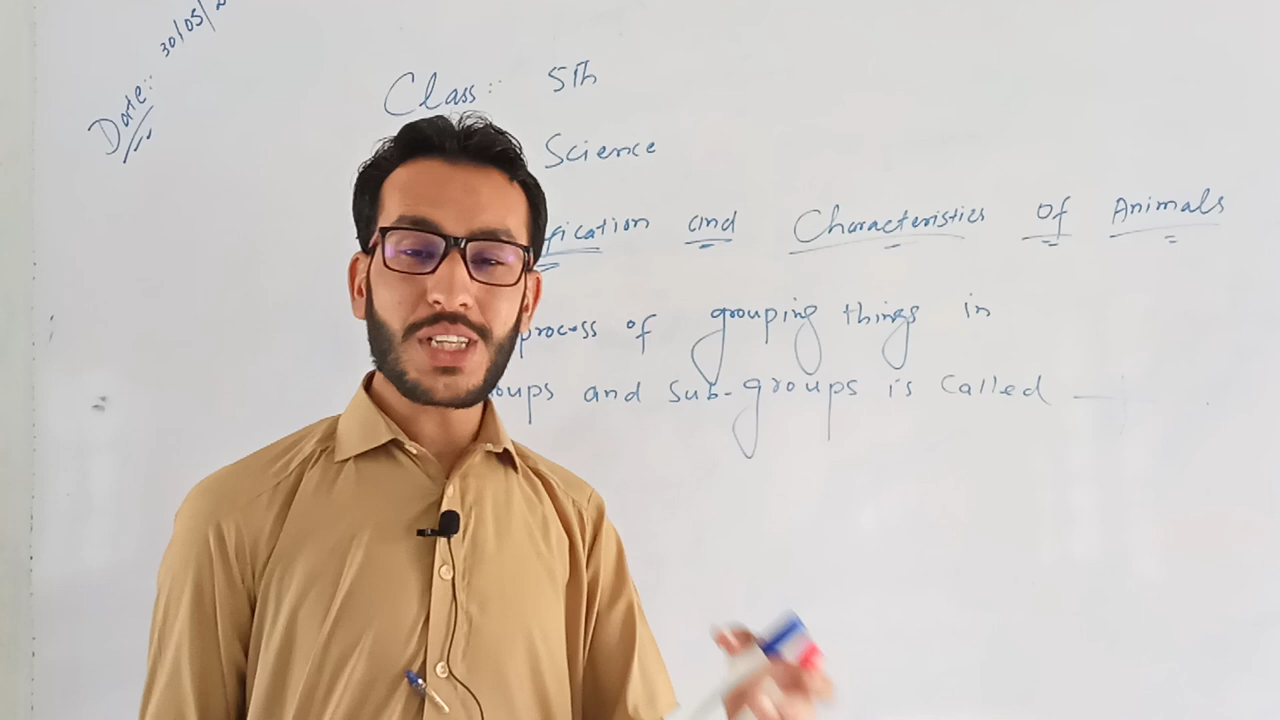 Date:: 30/05/
Class:: 5th
Science
ification and Characteristics Of Animals
process of grouping things in
oups and sub-groups is called